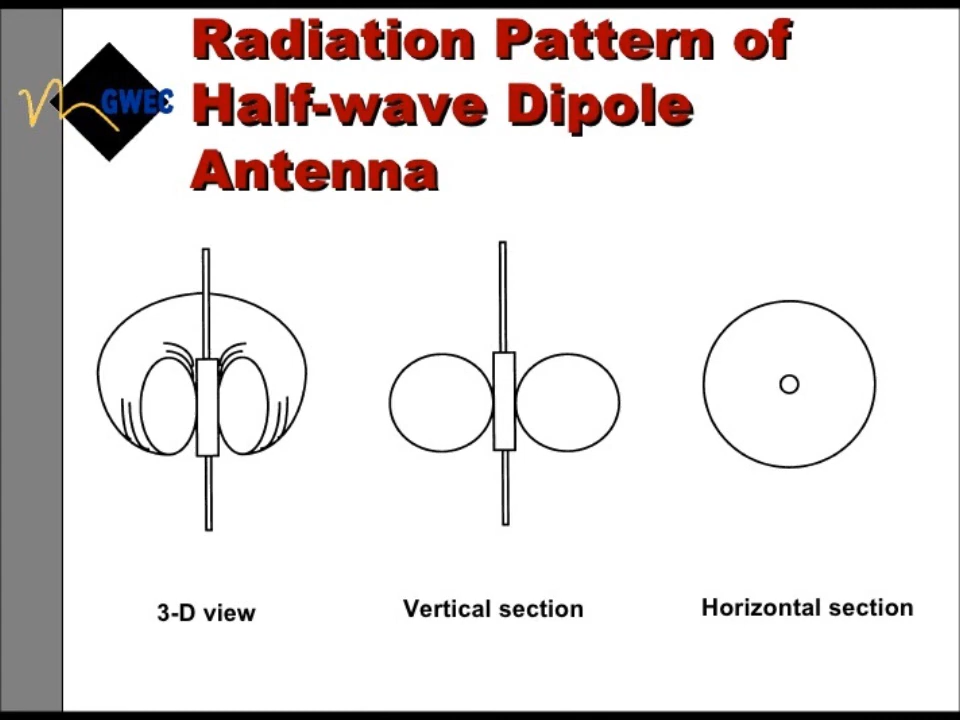 Radiation Pattern of
Half-wave Dipole
Antenna
GWEC
3-D view
Vertical section
Horizontal section